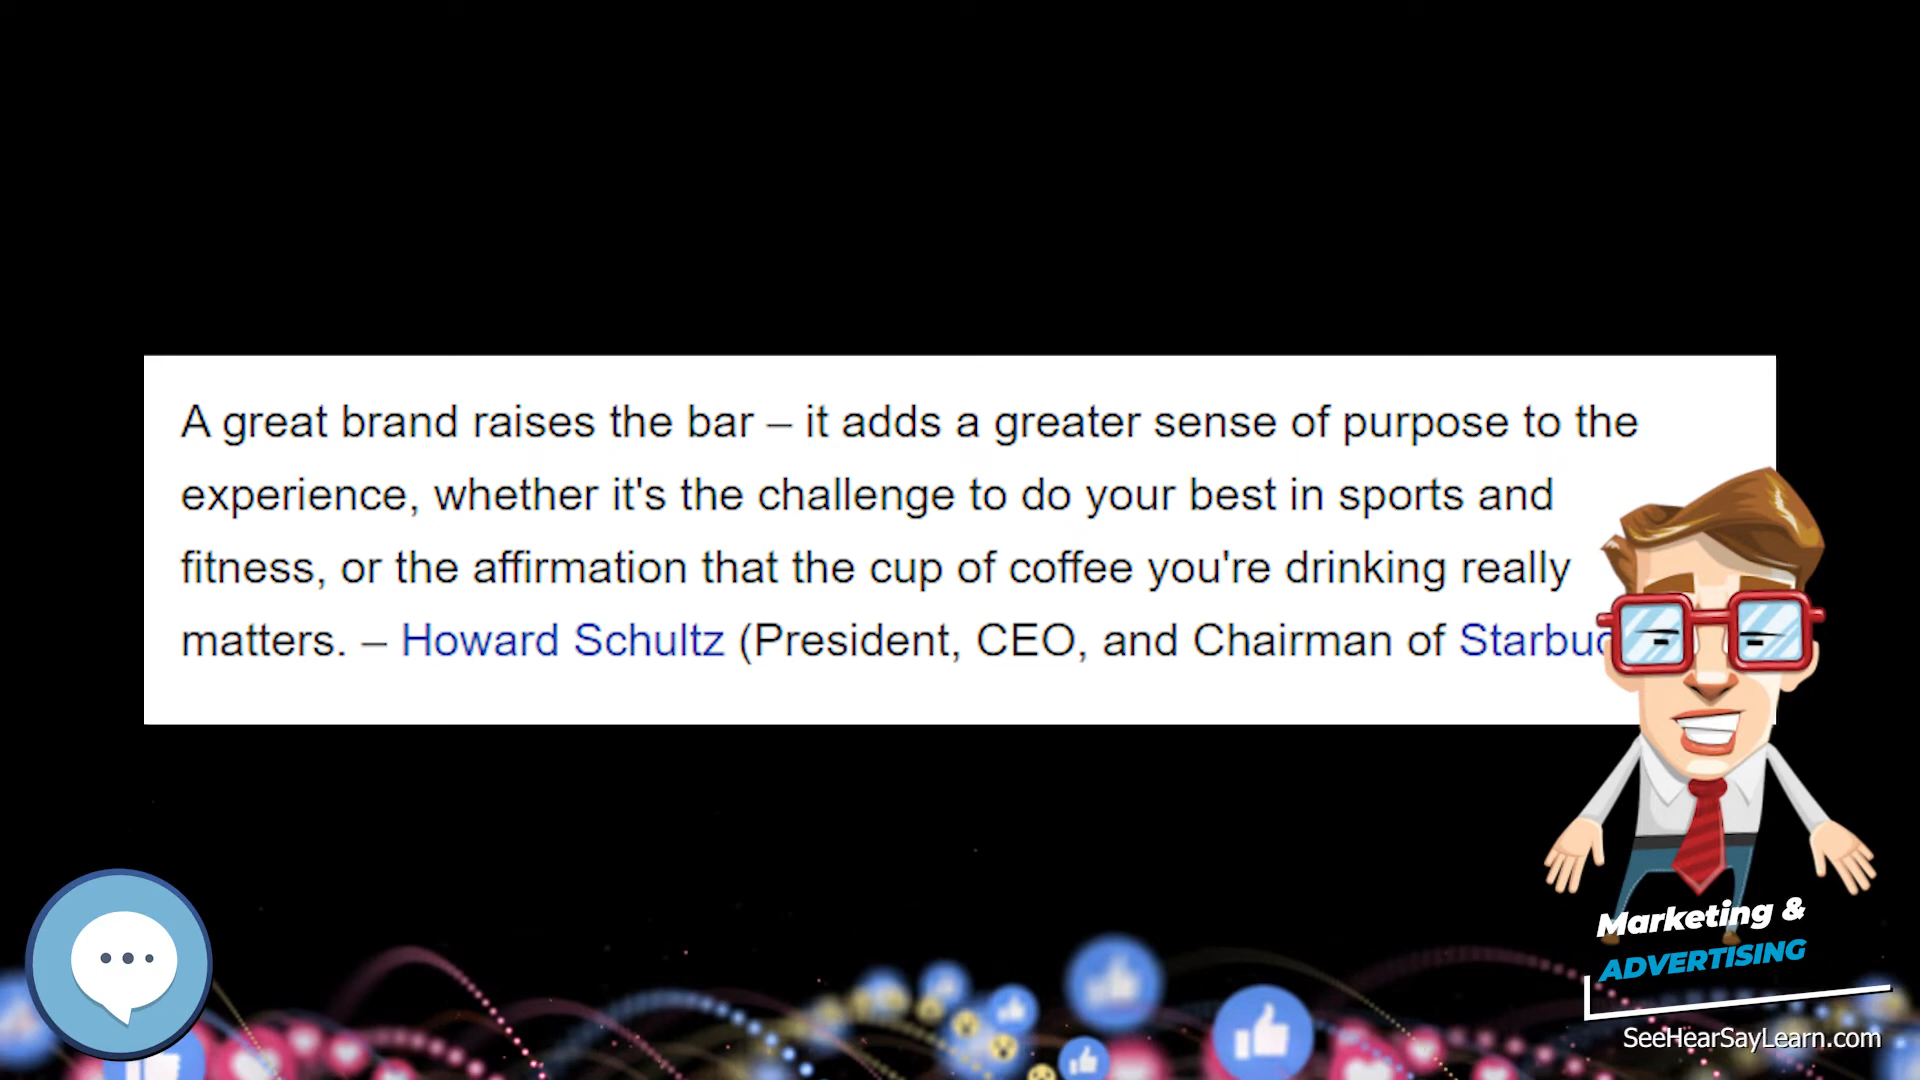 A great brand raises the bar – it adds a greater sense of purpose to the
experience, whether it's the challenge to do your best in sports and
fitness, or the affirmation that the cup of coffee you're drinking really
matters. – Howard Schultz (President, CEO, and Chairman of
Marketing &
ADVERTISING
SeeHearSayLearn.com